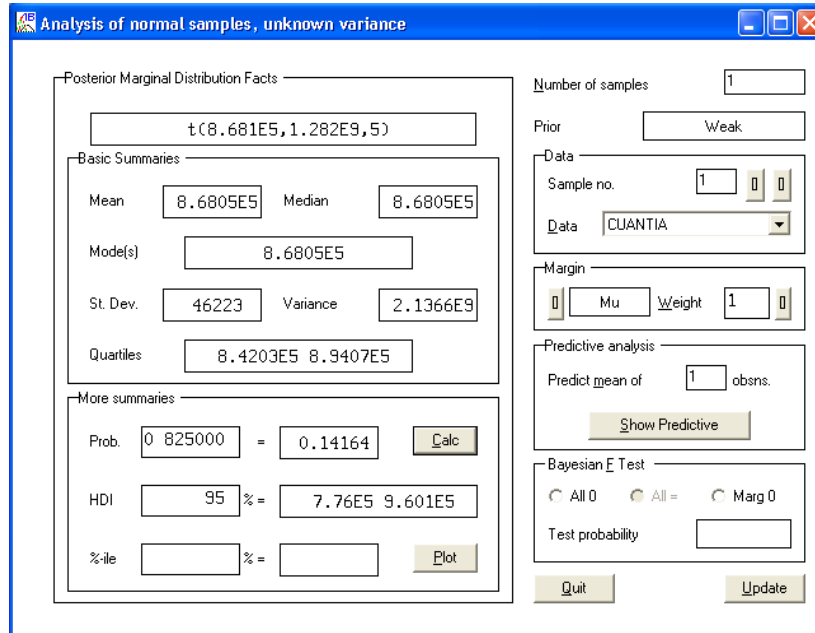 Analysis of normal samples, unknown variance
Posterior Marginal Distribution Facts
t(8.681E5,1.282E9,5)
Basic Summaries
Mean 8.6805E5 Median 8.6805E5
Mode(s) 8.6805E5
St. Dev. 46223 Variance 2.1366E9
Quartiles 8.4203E5 8.9407E5
More summaries
Prob. 0 825000 = 0.14164 Calc
HDI 95 % = 7.76E5 9.601E5
%-ile % = Plot
Number of samples 1
Prior Weak
Data
Sample no. 1
Data CUANTIA
Margin
Mu Weight 1
Predictive analysis
Predict mean of 1 obsns.
Show Predictive
Bayesian F Test
All 0 All = Marg 0
Test probability
Quit Update